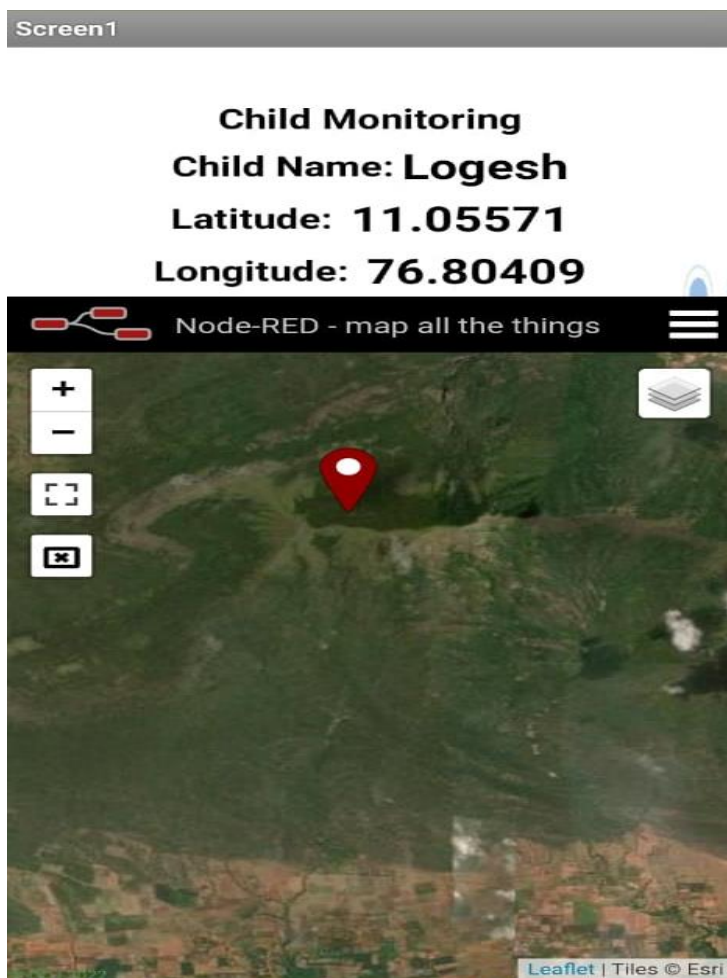 Screen1
Child Monitoring
Child Name: Logesh
Latitude: 11.05571
Longitude: 76.80409
Node-RED - map all the things
+
−
Leaflet | Tiles © Esri